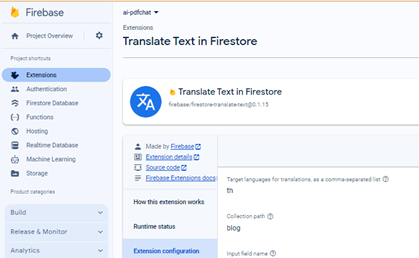 Firebase
ai-pdfchat
Project Overview
Extensions
Translate Text in Firestore
Project shortcuts
Extensions
Authentication
Firestore Database
Functions
Hosting
Realtime Database
Machine Learning
Storage
Product categories
Build
Release & Monitor
Analytics
Translate Text in Firestore
firebase/firestore-translate-text@0.1.15
Made by Firebase
Extension details
Source code
Firebase Extensions docs
How this extension works
Runtime status
Extension configuration
Target languages for translations, as a comma-separated list
th
Collection path
blog
Input field name